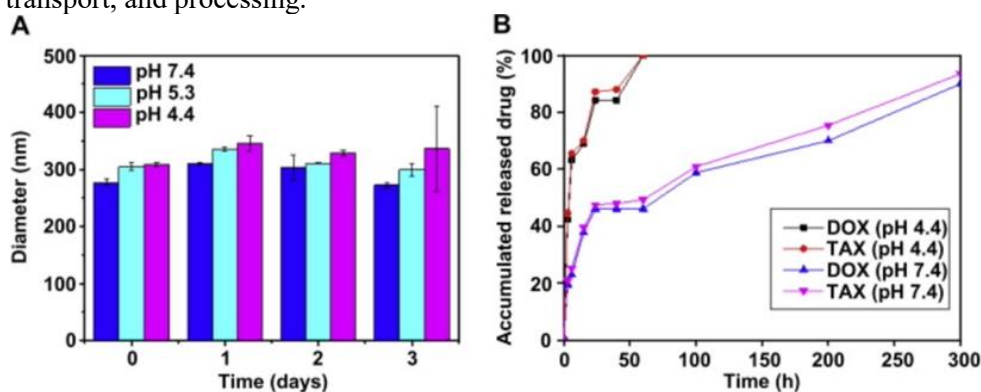 transport, and processing.
A
B
500
400
300
200
100
0
Diameter (nm)
pH 7.4
pH 5.3
pH 4.4
0 1 2 3
Time (days)
100
80
60
40
20
0
Accumulated released drug (%)
DOX (pH 4.4)
TAX (pH 4.4)
DOX (pH 7.4)
TAX (pH 7.4)
0 50 100 150 200 250 300
Time (h)